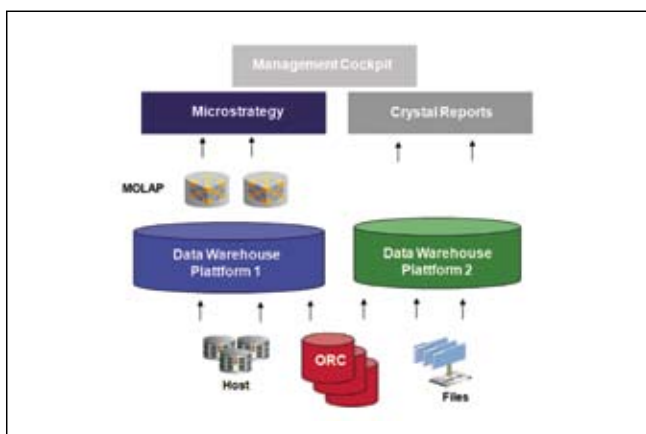 Management Cockpit
Microstrategy
Crystal Reports
MOLAP
Data Warehouse
Plattform 1
Data Warehouse
Plattform 2
ORC
Host
Files